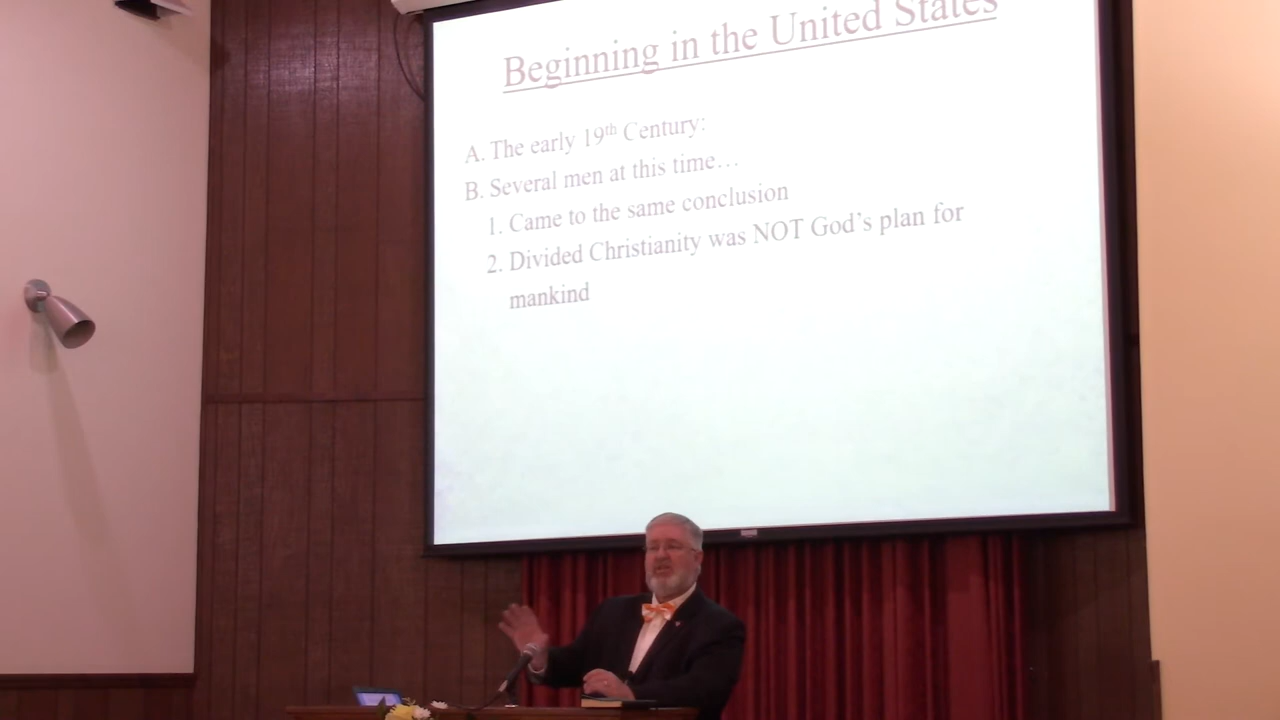 Beginning in the United States
A. The early 19th Century:
B. Several men at this time…
1. Came to the same conclusion
2. Divided Christianity was NOT God's plan for
mankind